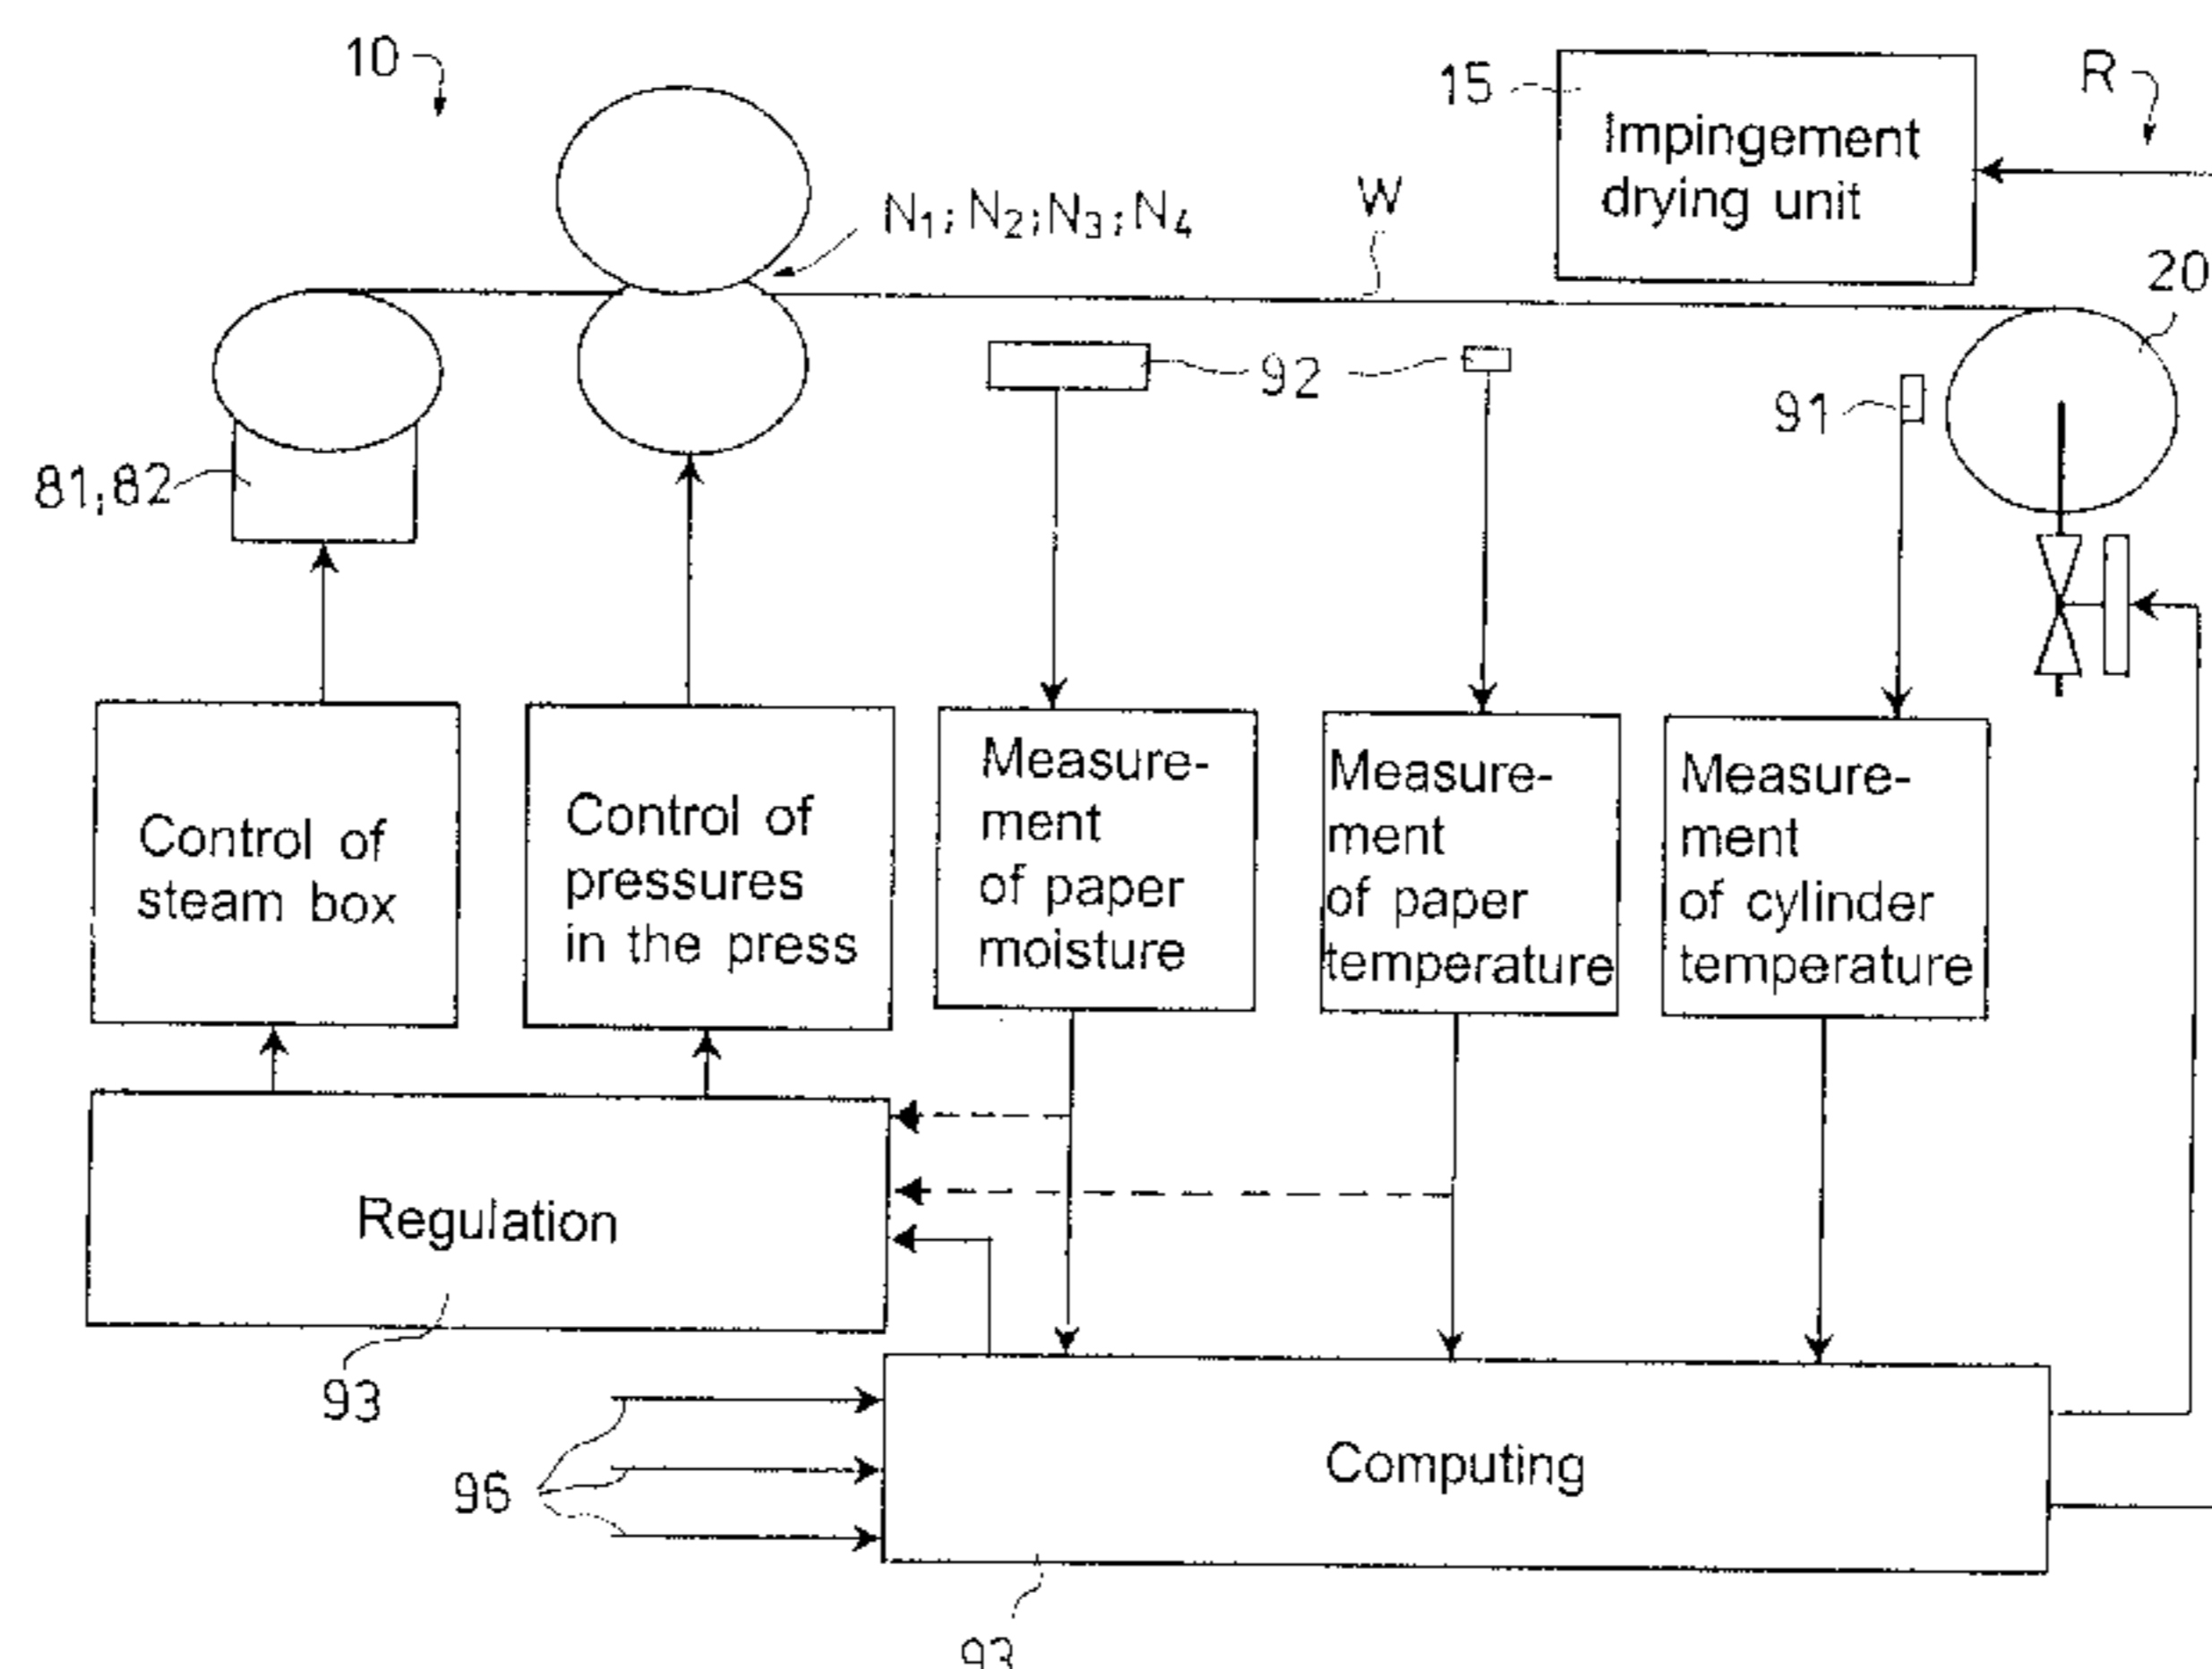 10
15
Impingement
drying unit
R
N1; N2; N3; N4
W
20
92
91
81;82
Control of
steam box
Control of
pressures
in the press
Measure-
ment
of paper
moisture
Measure-
ment
of paper
temperature
Measure-
ment
of cylinder
temperature
Regulation
93
96
Computing
93